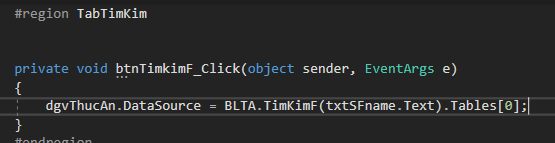 #region TabTimKim
private void btnTimkimF_Click(object sender, EventArgs e)
{
dgvThucAn.DataSource = BLTA.TimKimF(txtSFname.Text).Tables[0];
}
#endregion